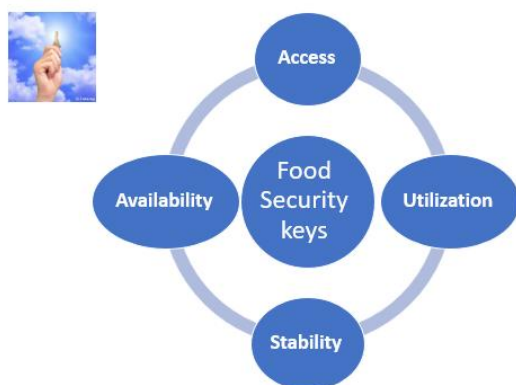 Access
Availability
Food
Security
keys
Utilization
Stability